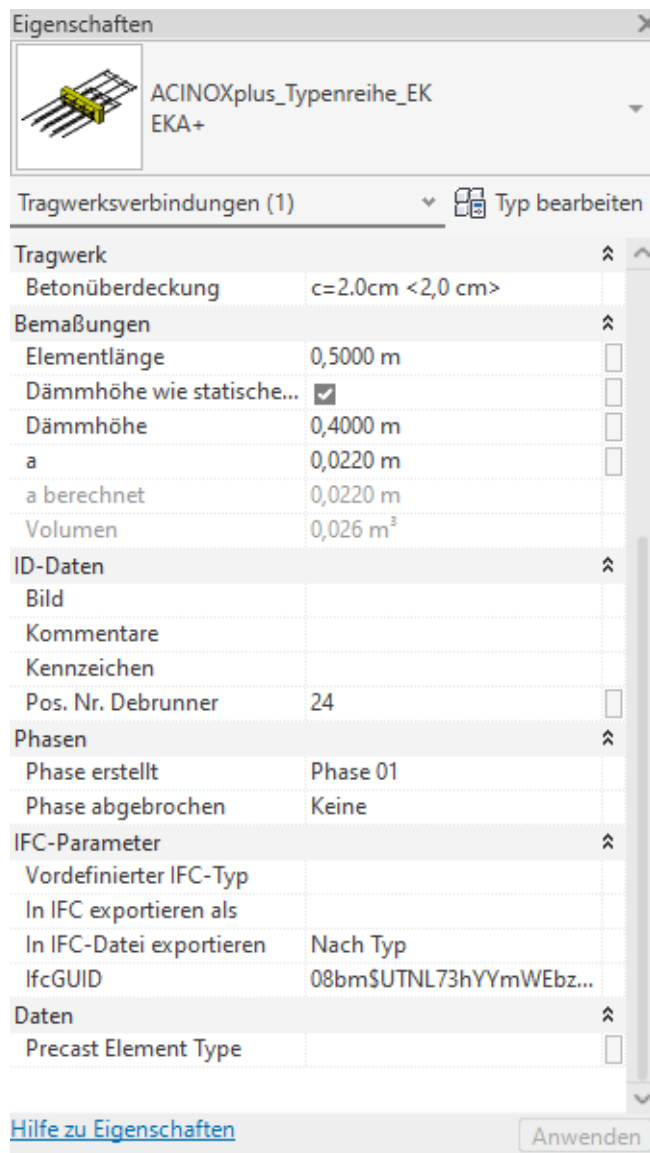 Eigenschaften
ACINOXplus_Typenreihe_EK
EKA+
Tragwerksverbindungen (1) Typ bearbeiten
Tragwerk
Betonüberdeckung c=2.0cm <2,0 cm>
Bemaßungen
Elementlänge 0,5000 m
Dämmhöhe wie statische...
Dämmhöhe 0,4000 m
a 0,0220 m
a berechnet 0,0220 m
Volumen 0,026 m³
ID-Daten
Bild
Kommentare
Kennzeichen
Pos. Nr. Debrunner 24
Phasen
Phase erstellt Phase 01
Phase abgebrochen Keine
IFC-Parameter
Vordefinierter IFC-Typ
In IFC exportieren als
In IFC-Datei exportieren Nach Typ
IfcGUID 08bm$UTNL73hYYmWEbz...
Daten
Precast Element Type
Hilfe zu Eigenschaften Anwenden